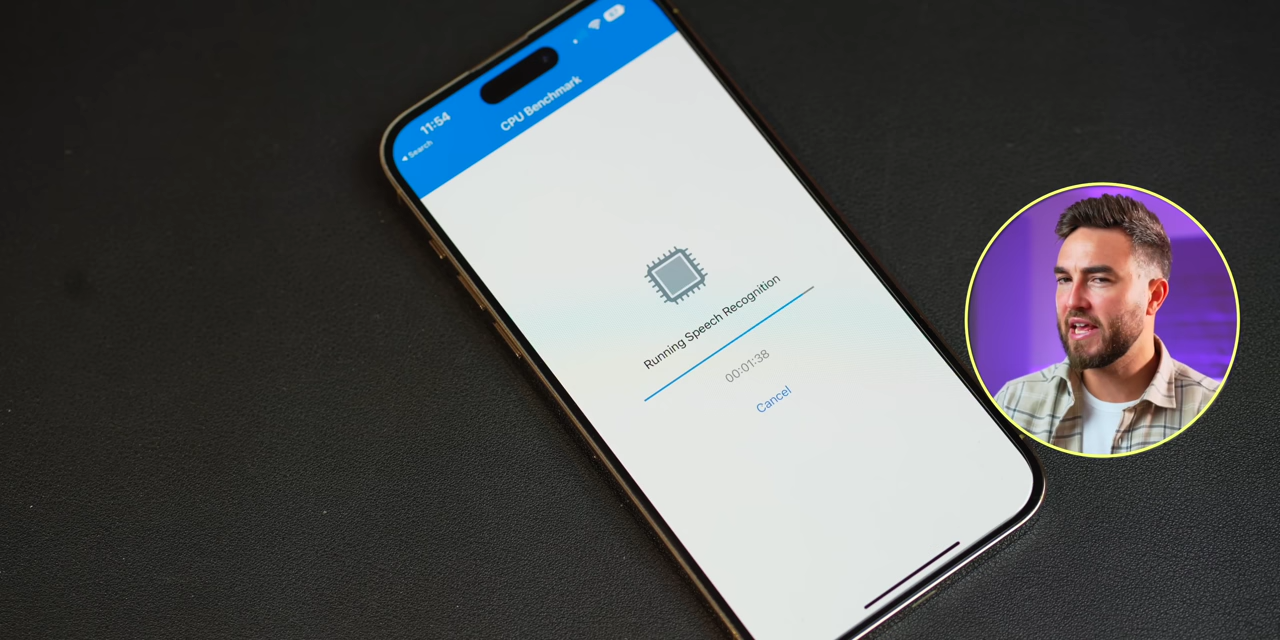 11:54
Search
CPU Benchmark
Running Speech Recognition
00:01:38
Cancel